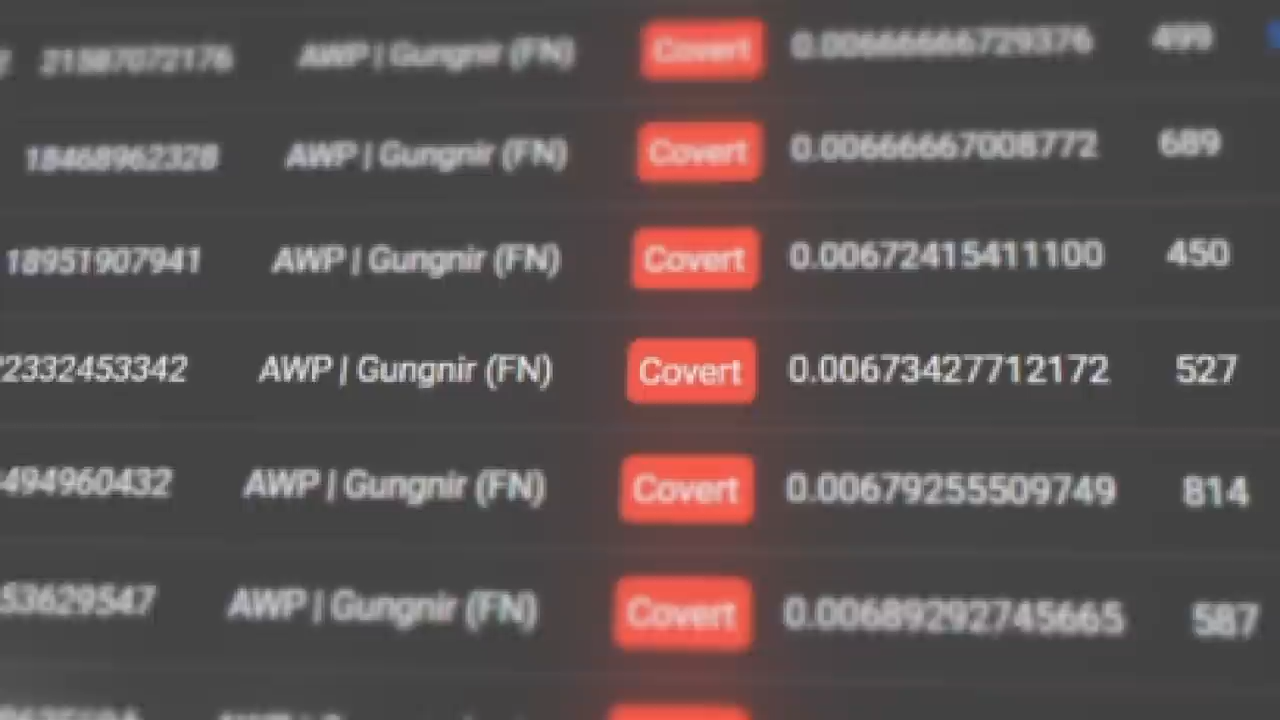 21587072176 AWP | Gungnir (FN) Covert 0.00666666729376 499
18468962328 AWP | Gungnir (FN) Covert 0.00666667008772 689
18951907941 AWP | Gungnir (FN) Covert 0.00672415411100 450
2332453342 AWP | Gungnir (FN) Covert 0.00673427712172 527
494960432 AWP | Gungnir (FN) Covert 0.00679255509749 814
53629547 AWP | Gungnir (FN) Covert 0.00689292745665 587